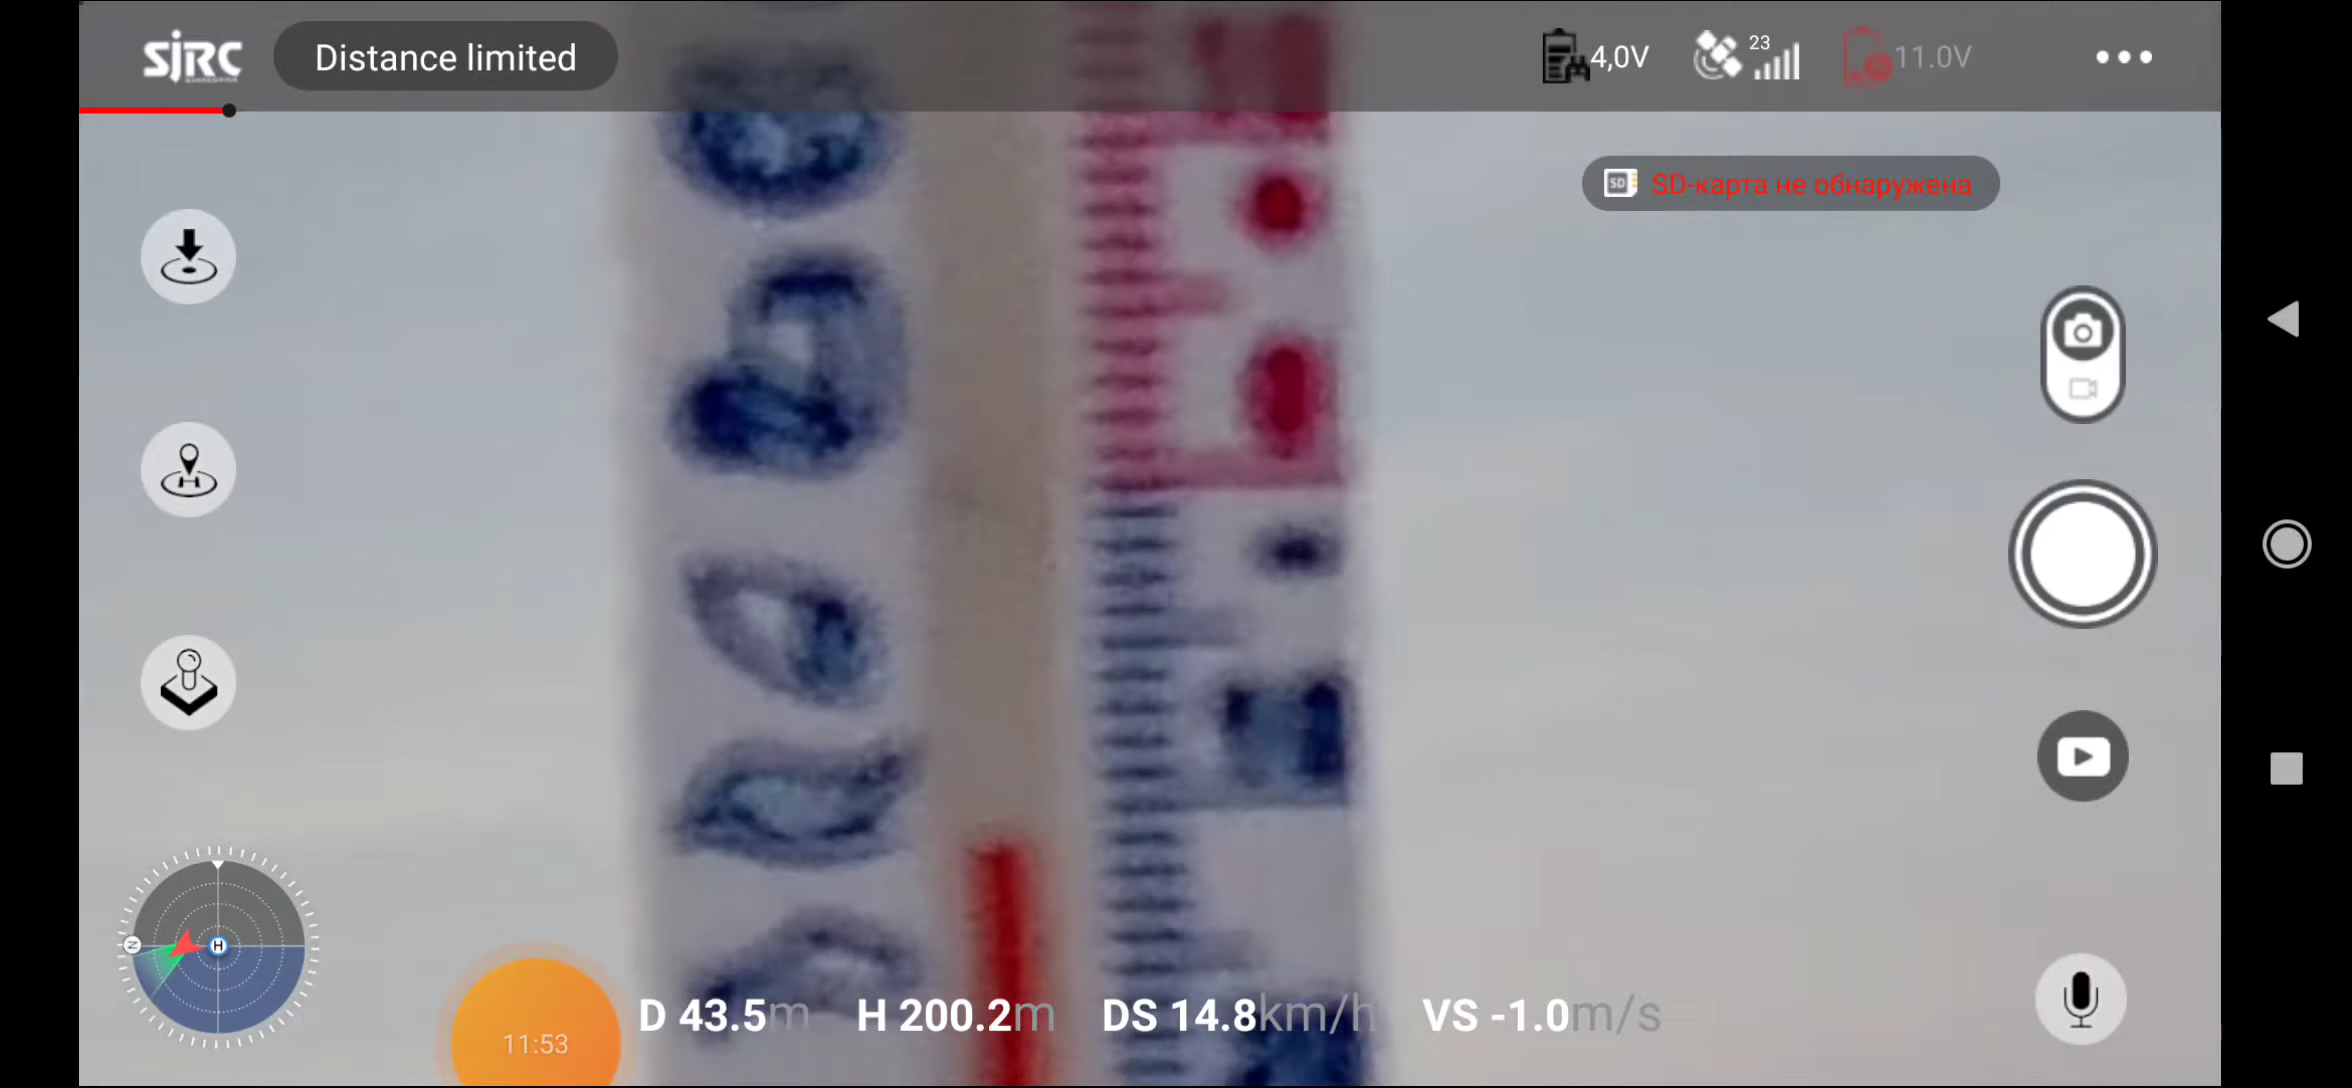 SJRC
Distance limited
4,0V
23
11.0V
SD
SD-карта не обнаружена
N
H
11:53
D 43.5m H 200.2m DS 14.8km/h VS -1.0m/s